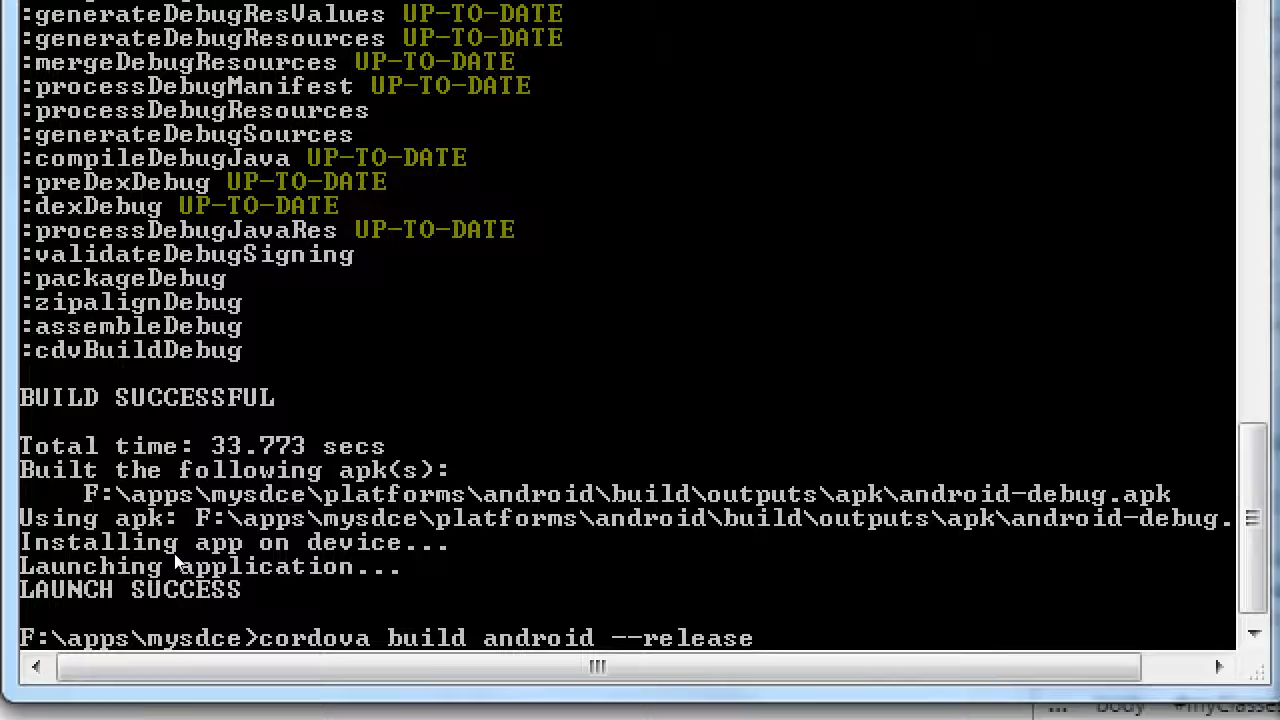 :generateDebugResValues UP-TO-DATE
:generateDebugResources UP-TO-DATE
:mergeDebugResources UP-TO-DATE
:processDebugManifest UP-TO-DATE
:processDebugResources
:generateDebugSources
:compileDebugJava UP-TO-DATE
:preDexDebug UP-TO-DATE
:dexDebug UP-TO-DATE
:processDebugJavaRes UP-TO-DATE
:validateDebugSigning
:packageDebug
:zipalignDebug
:assembleDebug
:cdvBuildDebug
BUILD SUCCESSFUL
Total time: 33.773 secs
Built the following apk(s):
F:\apps\mysdce\platforms\android\build\outputs\apk\android-debug.apk
Using apk: F:\apps\mysdce\platforms\android\build\outputs\apk\android-debug.
Installing app on device...
Launching application...
LAUNCH SUCCESS
F:\apps\mysdce>cordova build android --release
... body #myClasse